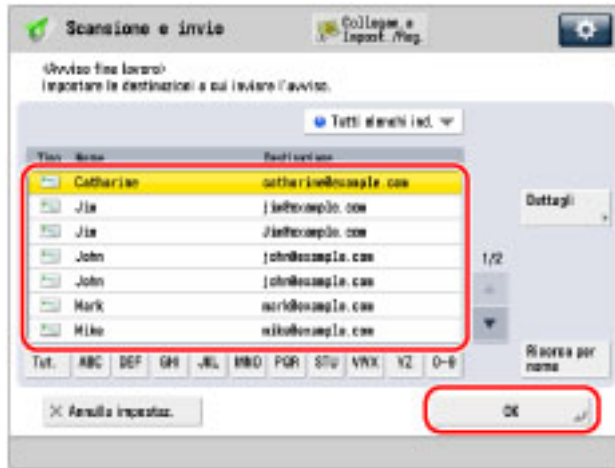 Scansione e invio
Collegam. e
Impost./Reg.
<Avviso fine lavoro>
Impostare le destinazioni a cui inviare l'avviso.
Tutti elenchi ind.
Tipo Nome Destinazione
Catharine catharine@example.com
Jim jim@example.com
Jim Jim@example.com
John john@example.com
John john@example.com
Mark mark@example.com
Mike mike@example.com
Dettagli
1/2
Tut. ABC DEF GHI JKL MNO PQR STU VWX YZ 0-9
Ricerca per
nome
Annulla impostaz.
OK